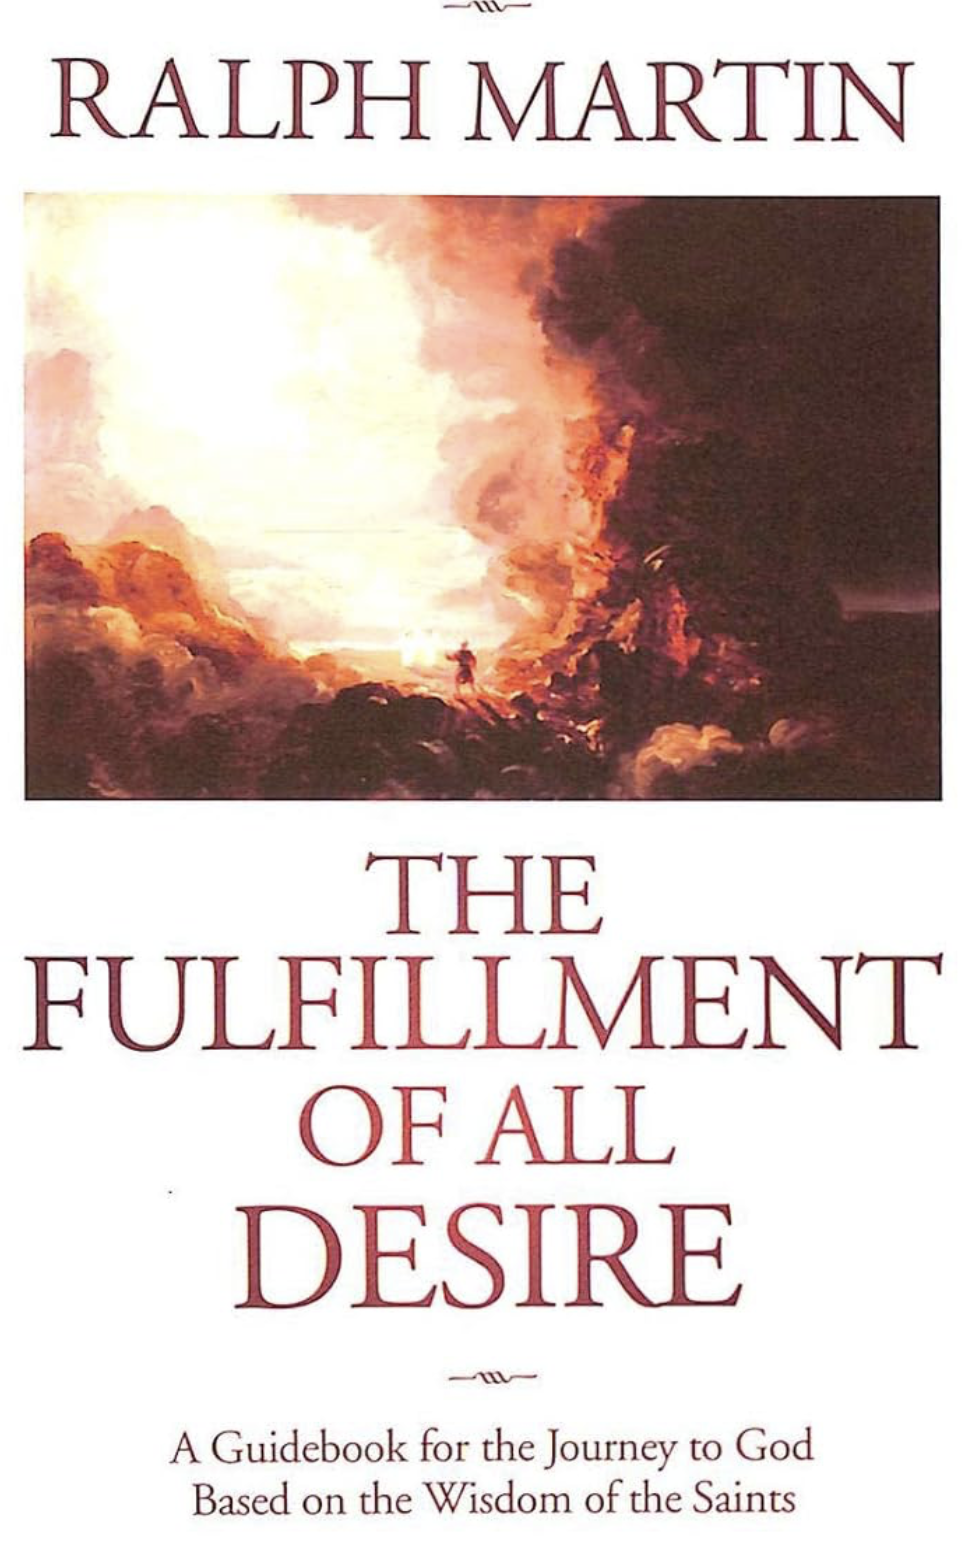 RALPH MARTIN
THE
FULFILLMENT
OF ALL
DESIRE
A Guidebook for the Journey to God
Based on the Wisdom of the Saints